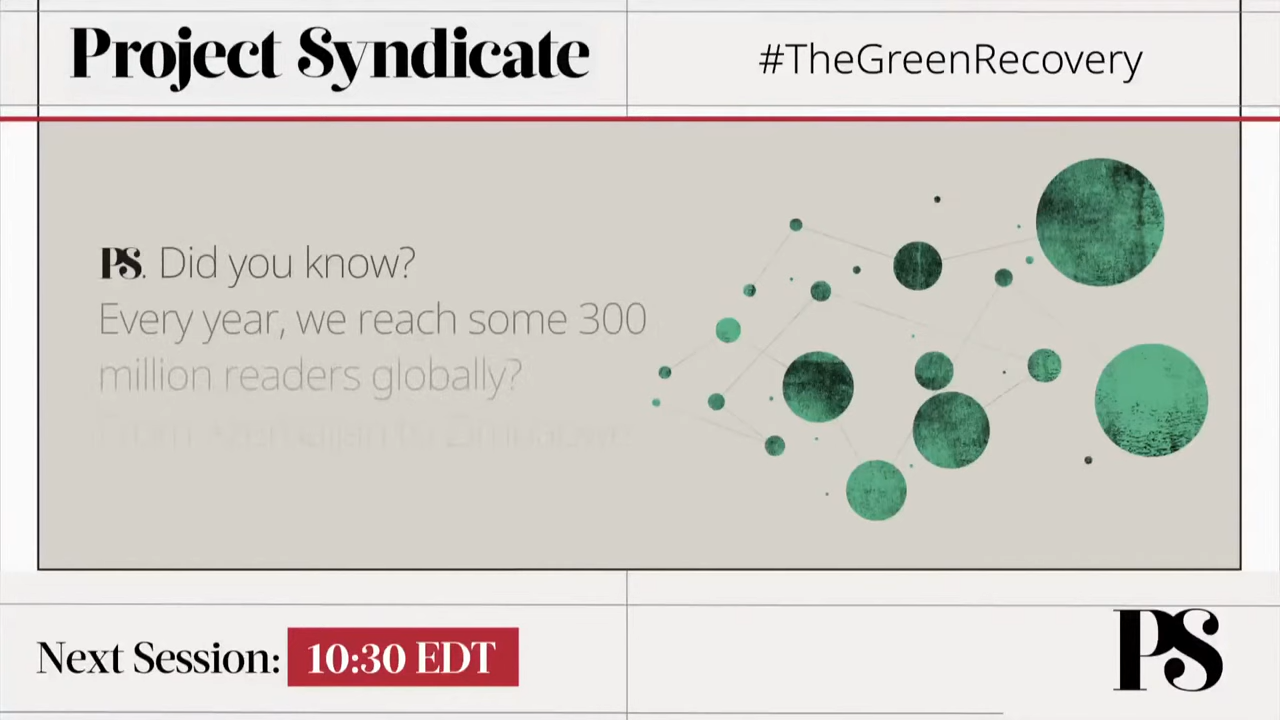 Project Syndicate
#TheGreenRecovery
PS. Did you know?
Every year, we reach some 300
million readers globally?
Next Session: 10:30 EDT
PS